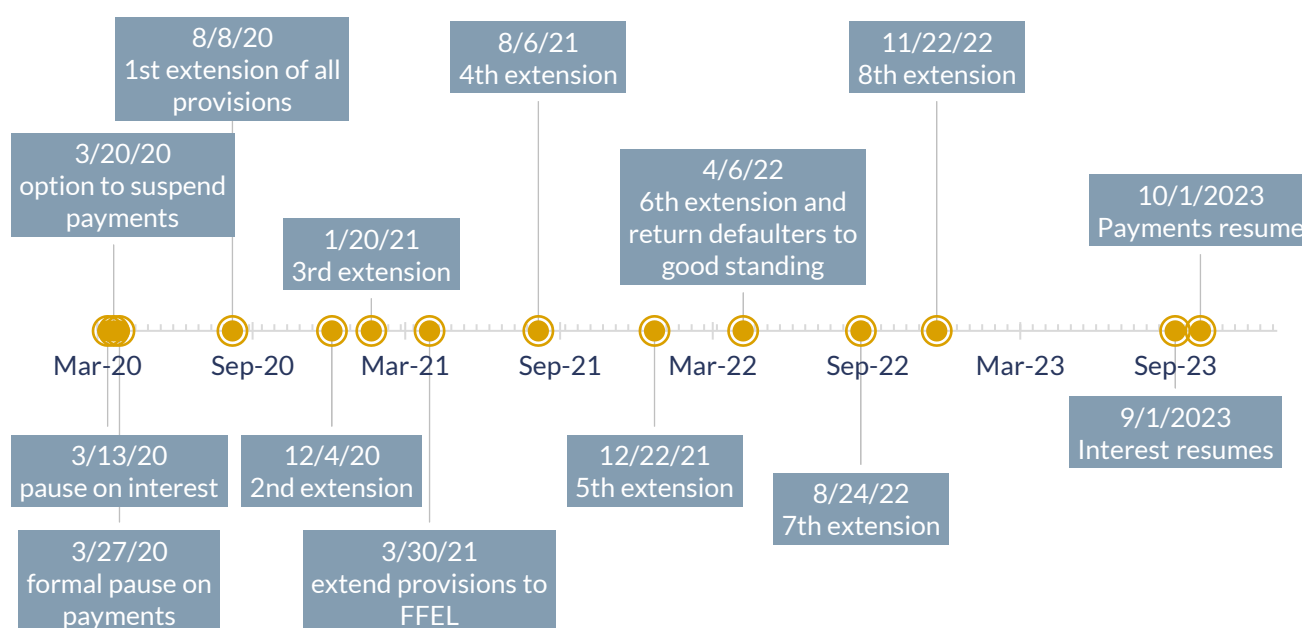 8/8/20
1st extension of all
provisions
8/6/21
4th extension
11/22/22
8th extension
3/20/20
option to suspend
payments
4/6/22
6th extension and
return defaulters to
good standing
10/1/2023
Payments resume
1/20/21
3rd extension
Mar-20
Sep-20
Mar-21
Sep-21
Mar-22
Sep-22
Mar-23
Sep-23
9/1/2023
Interest resumes
3/13/20
pause on interest
12/4/20
2nd extension
12/22/21
5th extension
8/24/22
7th extension
3/27/20
formal pause on
payments
3/30/21
extend provisions to
FFEL